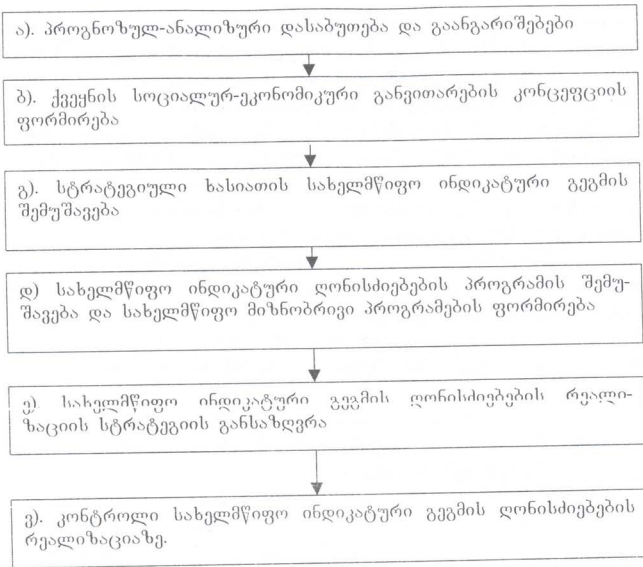 ა). პროგნოზულ-ანალიზური დასაბუთება და გაანგარიშებები
ბ). ქვეყნის სოციალურ-ეკონომიკური განვითარების კონცეფციის
ფორმირება
გ). სტრატეგიული ხასიათის სახელმწიფო ინდიკატური გეგმის
შემუშავება
დ) სახელმწიფო ინდიკატური ღონისძიებების პროგრამის შემუ-
შავება და სახელმწიფო მიზნობრივი პროგრამების ფორმირება
ე) სახელმწიფო ინდიკატური გეგმის ღონისძიებების რეალი-
ზაციის სტრატეგიის განსაზღვრა
ვ). კონტროლი სახელმწიფო ინდიკატური გეგმის ღონისძიებების
რეალიზაციაზე.